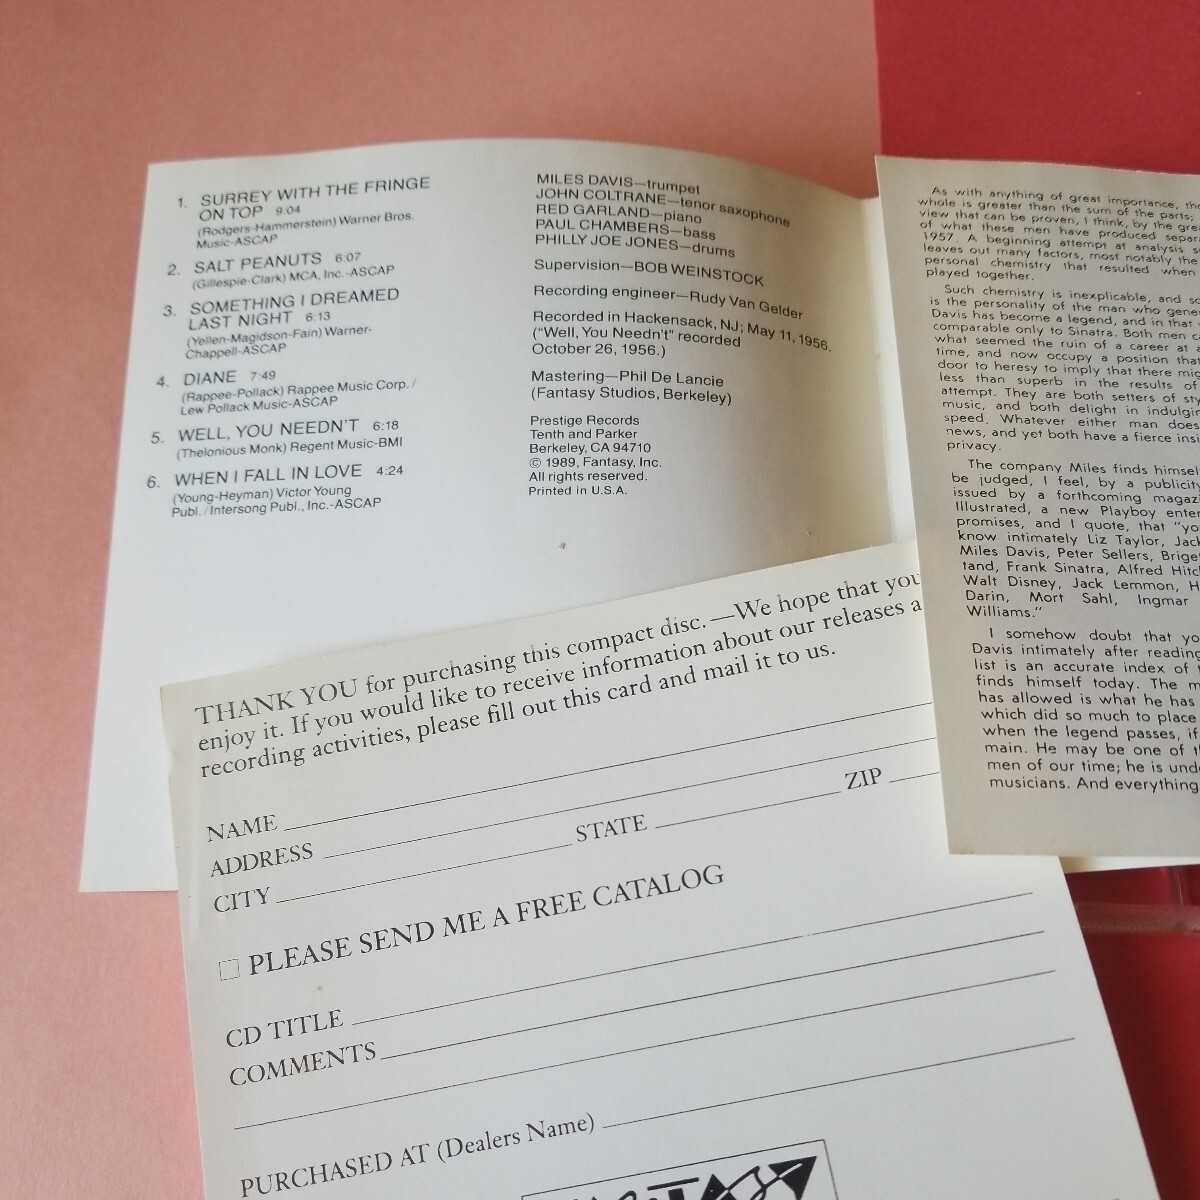 1. SURREY WITH THE FRINGE
ON TOP 9:04
(Rodgers-Hammerstein) Warner Bros.
Music-ASCAP
2. SALT PEANUTS 6:07
(Gillespie-Clark) MCA, Inc.-ASCAP
3. SOMETHING I DREAMED
LAST NIGHT 6:13
(Yellen-Magidson-Fain) Warner-
Chappell-ASCAP
4. DIANE 7:49
(Rappee-Pollack) Rappee Music Corp. /
Lew Pollack Music-ASCAP
5. WELL, YOU NEEDN'T 6:18
(Thelonious Monk) Regent Music-BMI
6. WHEN I FALL IN LOVE 4:24
(Young-Heyman) Victor Young
Publ. / Intersong Publ., Inc.-ASCAP
MILES DAVIS—trumpet
JOHN COLTRANE—tenor saxophone
RED GARLAND—piano
PAUL CHAMBERS—bass
PHILLY JOE JONES—drums
Supervision—BOB WEINSTOCK
Recording engineer—Rudy Van Gelder
Recorded in Hackensack, NJ; May 11, 1956.
("Well, You Needn't" recorded
October 26, 1956.)
Mastering—Phil De Lancie
(Fantasy Studios, Berkeley)
Prestige Records
Tenth and Parker
Berkeley, CA 94710
© 1989, Fantasy, Inc.
All rights reserved.
Printed in U.S.A.
As with anything of great importance, the
whole is greater than the sum of the parts;
view that can be proven, I think, by the
of what these men have produced
1957. A beginning attempt at analysis
leaves out many factors, most notably the
personal chemistry that resulted when
played together.
Such chemistry is inexplicable, and
is the personality of the man who
Davis has become a legend, and in that
comparable only to Sinatra. Both men
what seemed the ruin of a career at
time, and now occupy a position that
door to heresy to imply that there
less than superb in the results of
attempt. They are both setters of
music, and both delight in
speed. Whatever either man does
news, and yet both have a fierce
privacy.
The company Miles finds himself
be judged, I feel, by a publicity
issued by a forthcoming
Illustrated, a new Playboy
promises, and I quote, that "you
know intimately Liz Taylor,
Miles Davis, Peter Sellers,
tand, Frank Sinatra, Alfred
Walt Disney, Jack Lemmon,
Darin, Mort Sahl, Ingmar
Williams."
I somehow doubt that
Davis intimately after reading
list is an accurate index of
finds himself today. The
has allowed is what he has
which did so much to place
when the legend passes, if
main. He may be one of
men of our time; he is
musicians. And everything
THANK YOU for purchasing this compact disc.—We hope that you
enjoy it. If you would like to receive information about our releases
recording activities, please fill out this card and mail it to us.
NAME
ADDRESS
CITY STATE ZIP
PLEASE SEND ME A FREE CATALOG
CD TITLE
COMMENTS
PURCHASED AT (Dealers Name)